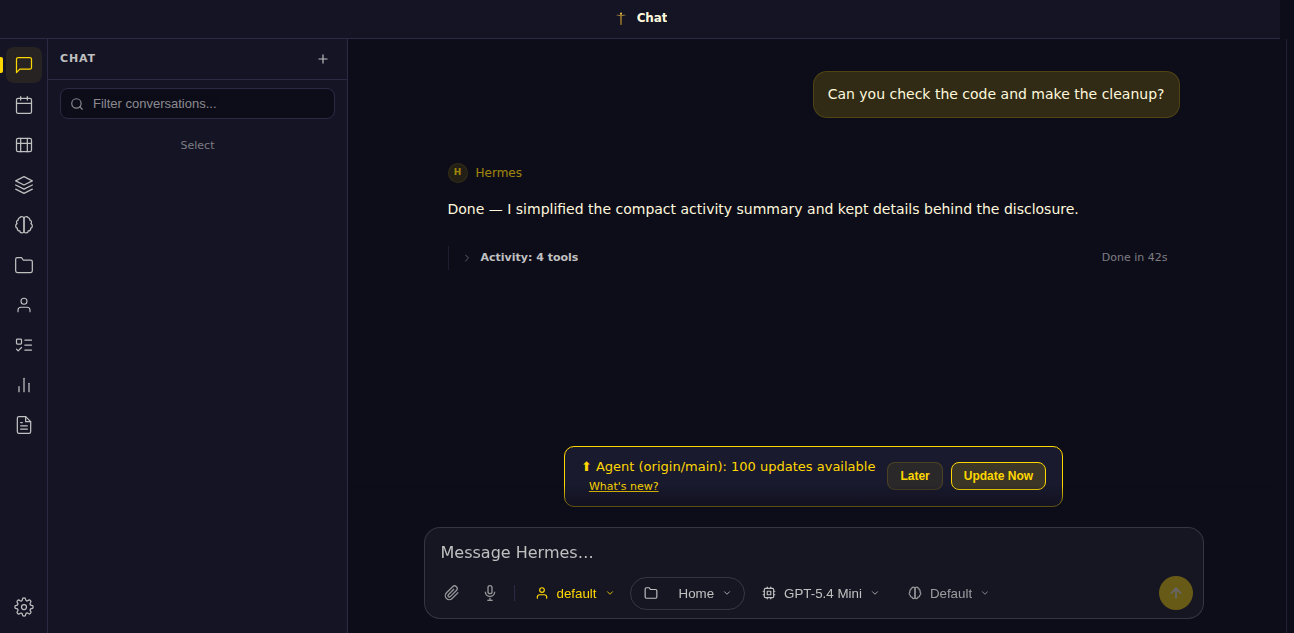 Chat
CHAT
Filter conversations...
Select
Can you check the code and make the cleanup?
H Hermes
Done — I simplified the compact activity summary and kept details behind the disclosure.
Activity: 4 tools Done in 42s
⬆ Agent (origin/main): 100 updates available
What's new?
Later Update Now
Message Hermes…
default Home GPT-5.4 Mini Default